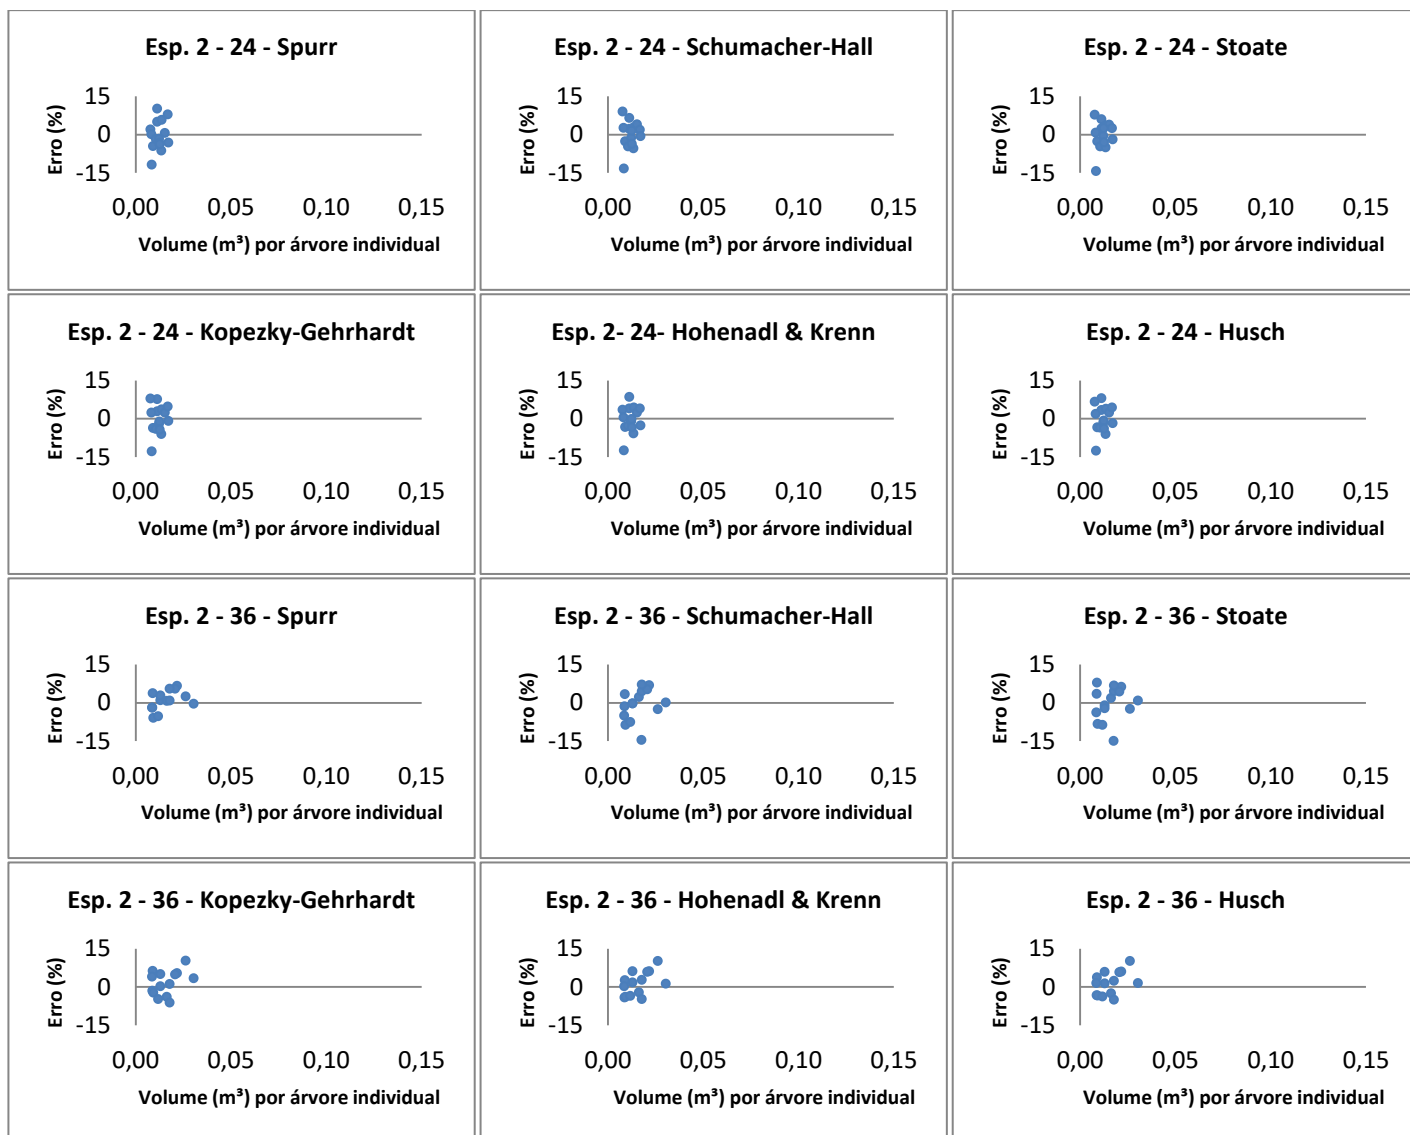 Esp. 2 - 24 - Spurr
Erro (%)
15
0
-15
0,00 0,05 0,10 0,15
Volume (m³) por árvore individual
Esp. 2 - 24 - Schumacher-Hall
Erro (%)
15
0
-15
0,00 0,05 0,10 0,15
Volume (m³) por árvore individual
Esp. 2 - 24 - Stoate
Erro (%)
15
0
-15
0,00 0,05 0,10 0,15
Volume (m³) por árvore individual
Esp. 2 - 24 - Kopezky-Gehrhardt
Erro (%)
15
0
-15
0,00 0,05 0,10 0,15
Volume (m³) por árvore individual
Esp. 2- 24- Hohenadl & Krenn
Erro (%)
15
0
-15
0,00 0,05 0,10 0,15
Volume (m³) por árvore individual
Esp. 2 - 24 - Husch
Erro (%)
15
0
-15
0,00 0,05 0,10 0,15
Volume (m³) por árvore individual
Esp. 2 - 36 - Spurr
Erro (%)
15
0
-15
0,00 0,05 0,10 0,15
Volume (m³) por árvore individual
Esp. 2 - 36 - Schumacher-Hall
Erro (%)
15
0
-15
0,00 0,05 0,10 0,15
Volume (m³) por árvore individual
Esp. 2 - 36 - Stoate
Erro (%)
15
0
-15
0,00 0,05 0,10 0,15
Volume (m³) por árvore individual
Esp. 2 - 36 - Kopezky-Gehrhardt
Erro (%)
15
0
-15
0,00 0,05 0,10 0,15
Volume (m³) por árvore individual
Esp. 2 - 36 - Hohenadl & Krenn
Erro (%)
15
0
-15
0,00 0,05 0,10 0,15
Volume (m³) por árvore individual
Esp. 2 - 36 - Husch
Erro (%)
15
0
-15
0,00 0,05 0,10 0,15
Volume (m³) por árvore individual